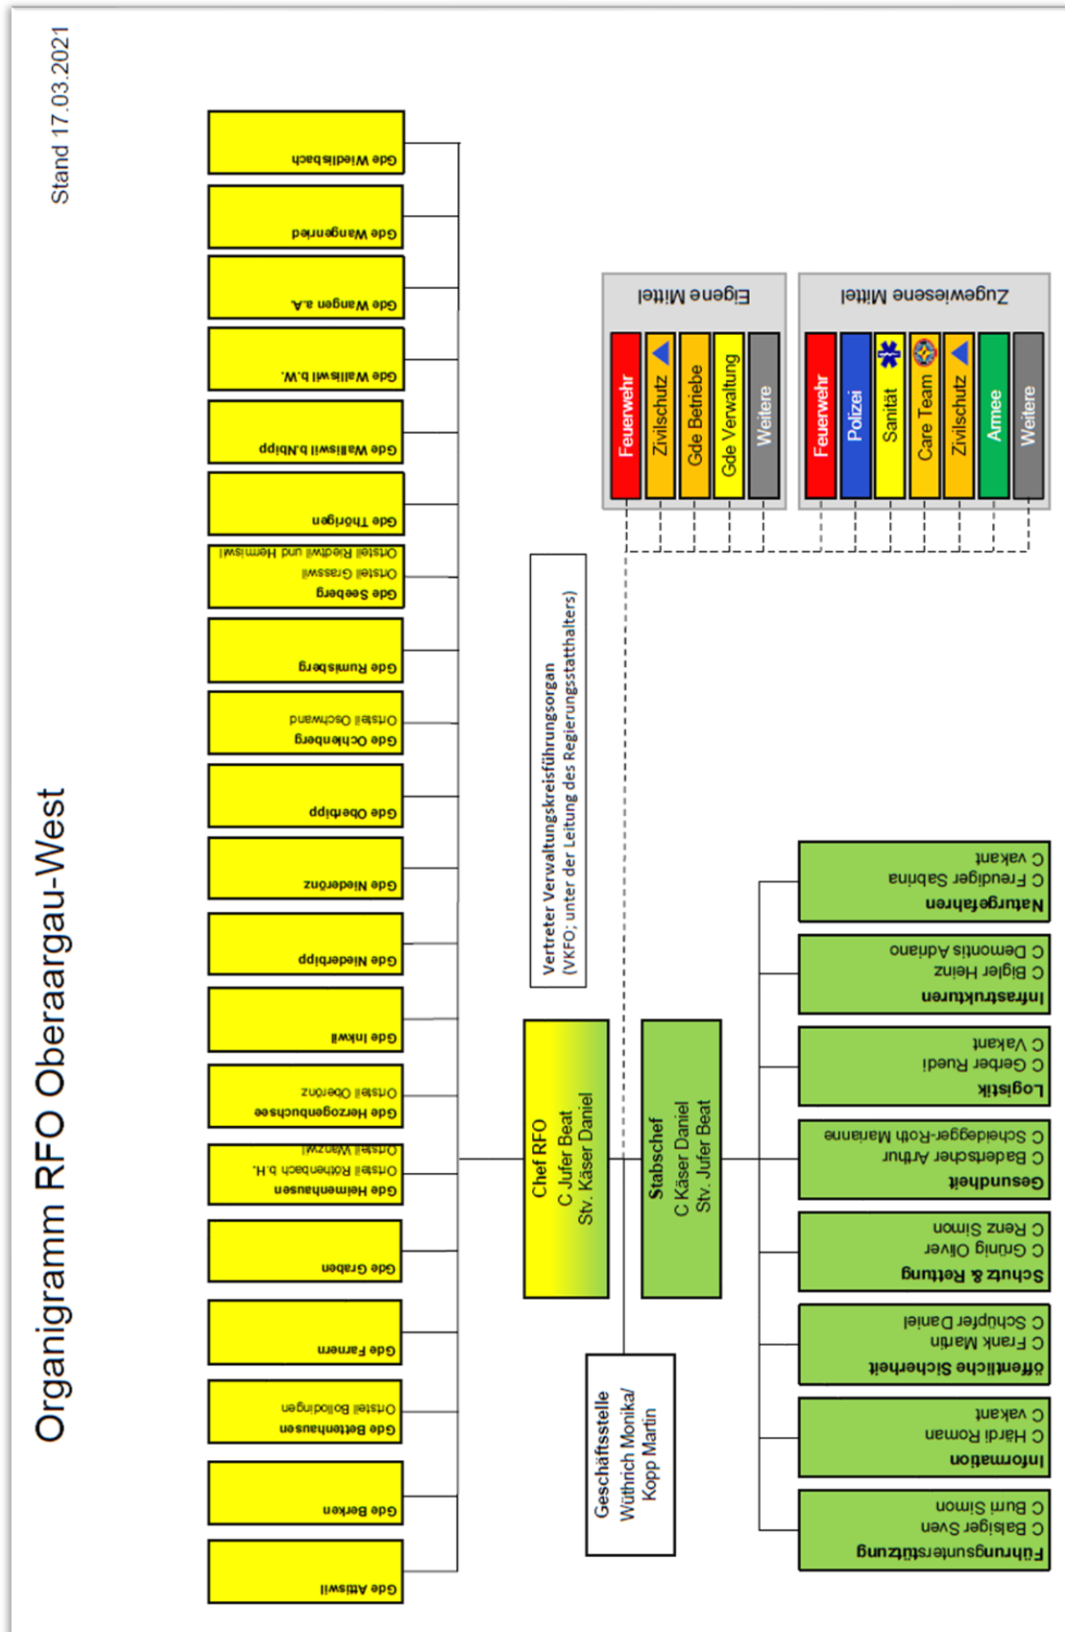 Organigramm RFO Oberaargau-West
Stand 17.03.2021
Gde Attiswil
Gde Berken
Gde Bettenhausen
Ortsteil Bollodingen
Gde Farnern
Gde Graben
Gde Heimenhausen
Ortsteil Röthenbach b.H.
Ortsteil Wanzwil
Gde Herzogenbuchsee
Ortsteil Oberönz
Gde Inkwil
Gde Niederbipp
Gde Niederönz
Gde Oberbipp
Gde Ochlenberg
Ortsteil Oschwand
Gde Rumisberg
Gde Seeberg
Ortsteil Grasswil
Ortsteil Riedtwil und Hermiswil
Gde Thörigen
Gde Walliswil b.Nbipp
Gde Walliswil b.W.
Gde Wangen a.A.
Gde Wangenried
Gde Wiedlisbach
Chef RFO
C Jufer Beat
Stv. Käser Daniel
Vertreter Verwaltungskreisführungsorgan
(VKFO; unter der Leitung des Regierungsstatthalters)
Geschäftsstelle
Wüthrich Monika/
Kopp Martin
Stabschef
C Käser Daniel
Stv. Jufer Beat
Eigene Mittel
Feuerwehr
Zivilschutz
Gde Betriebe
Gde Verwaltung
Weitere
Zugewiesene Mittel
Feuerwehr
Polizei
Sanität
Care Team
Zivilschutz
Armee
Weitere
Führungsunterstützung
C Balsiger Sven
C Burri Simon
Information
C Härdi Roman
C vakant
öffentliche Sicherheit
C Frank Martin
C Schüpfer Daniel
Schutz & Rettung
C Grünig Oliver
C Renz Simon
Gesundheit
C Badertscher Arthur
C Scheidegger-Roth Marianne
Logistik
C Gerber Ruedi
C Vakant
Infrastrukturen
C Bigler Heinz
C Demontis Adriano
Naturgefahren
C Freudiger Sabrina
C vakant